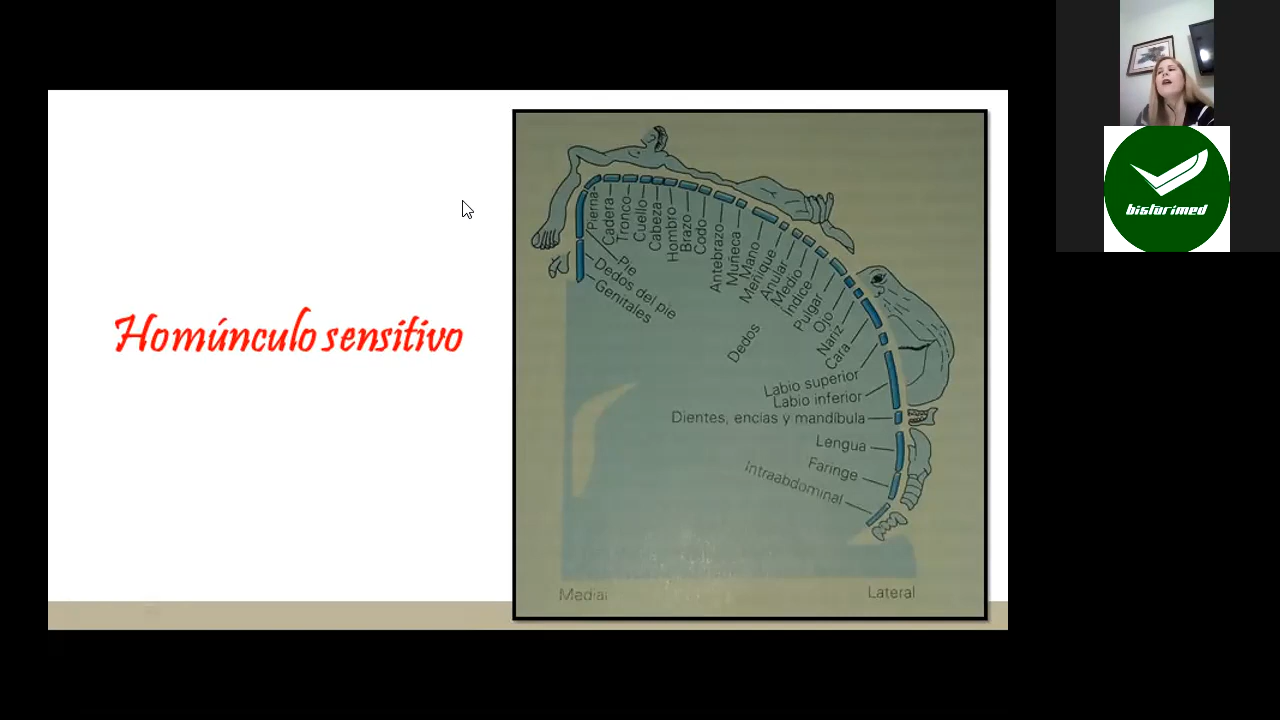 Homúnculo sensitivo
Pierna
Cadera
Tronco
Cuello
Cabeza
Hombro
Brazo
Codo
Antebrazo
Muñeca
Mano
Meñique
Anular
Medio
Índice
Pulgar
Ojo
Nariz
Cara
Pie
Dedos del pie
Genitales
Dedos
Labio superior
Labio inferior
Dientes, encías y mandíbula
Lengua
Faringe
Intraabdominal
Medial
Lateral
bisturimed